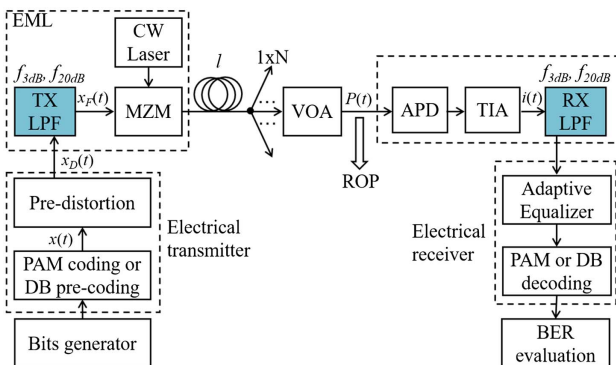 EML
CW
Laser
f3dB, f20dB
TX
LPF
xF(t)
MZM
l
1xN
...
...
VOA
P(t)
ROP
APD
TIA
i(t)
f3dB, f20dB
RX
LPF
xD(t)
Pre-distortion
x(t)
PAM coding or
DB pre-coding
Electrical
transmitter
Bits generator
Adaptive
Equalizer
Electrical
receiver
PAM or DB
decoding
BER
evaluation